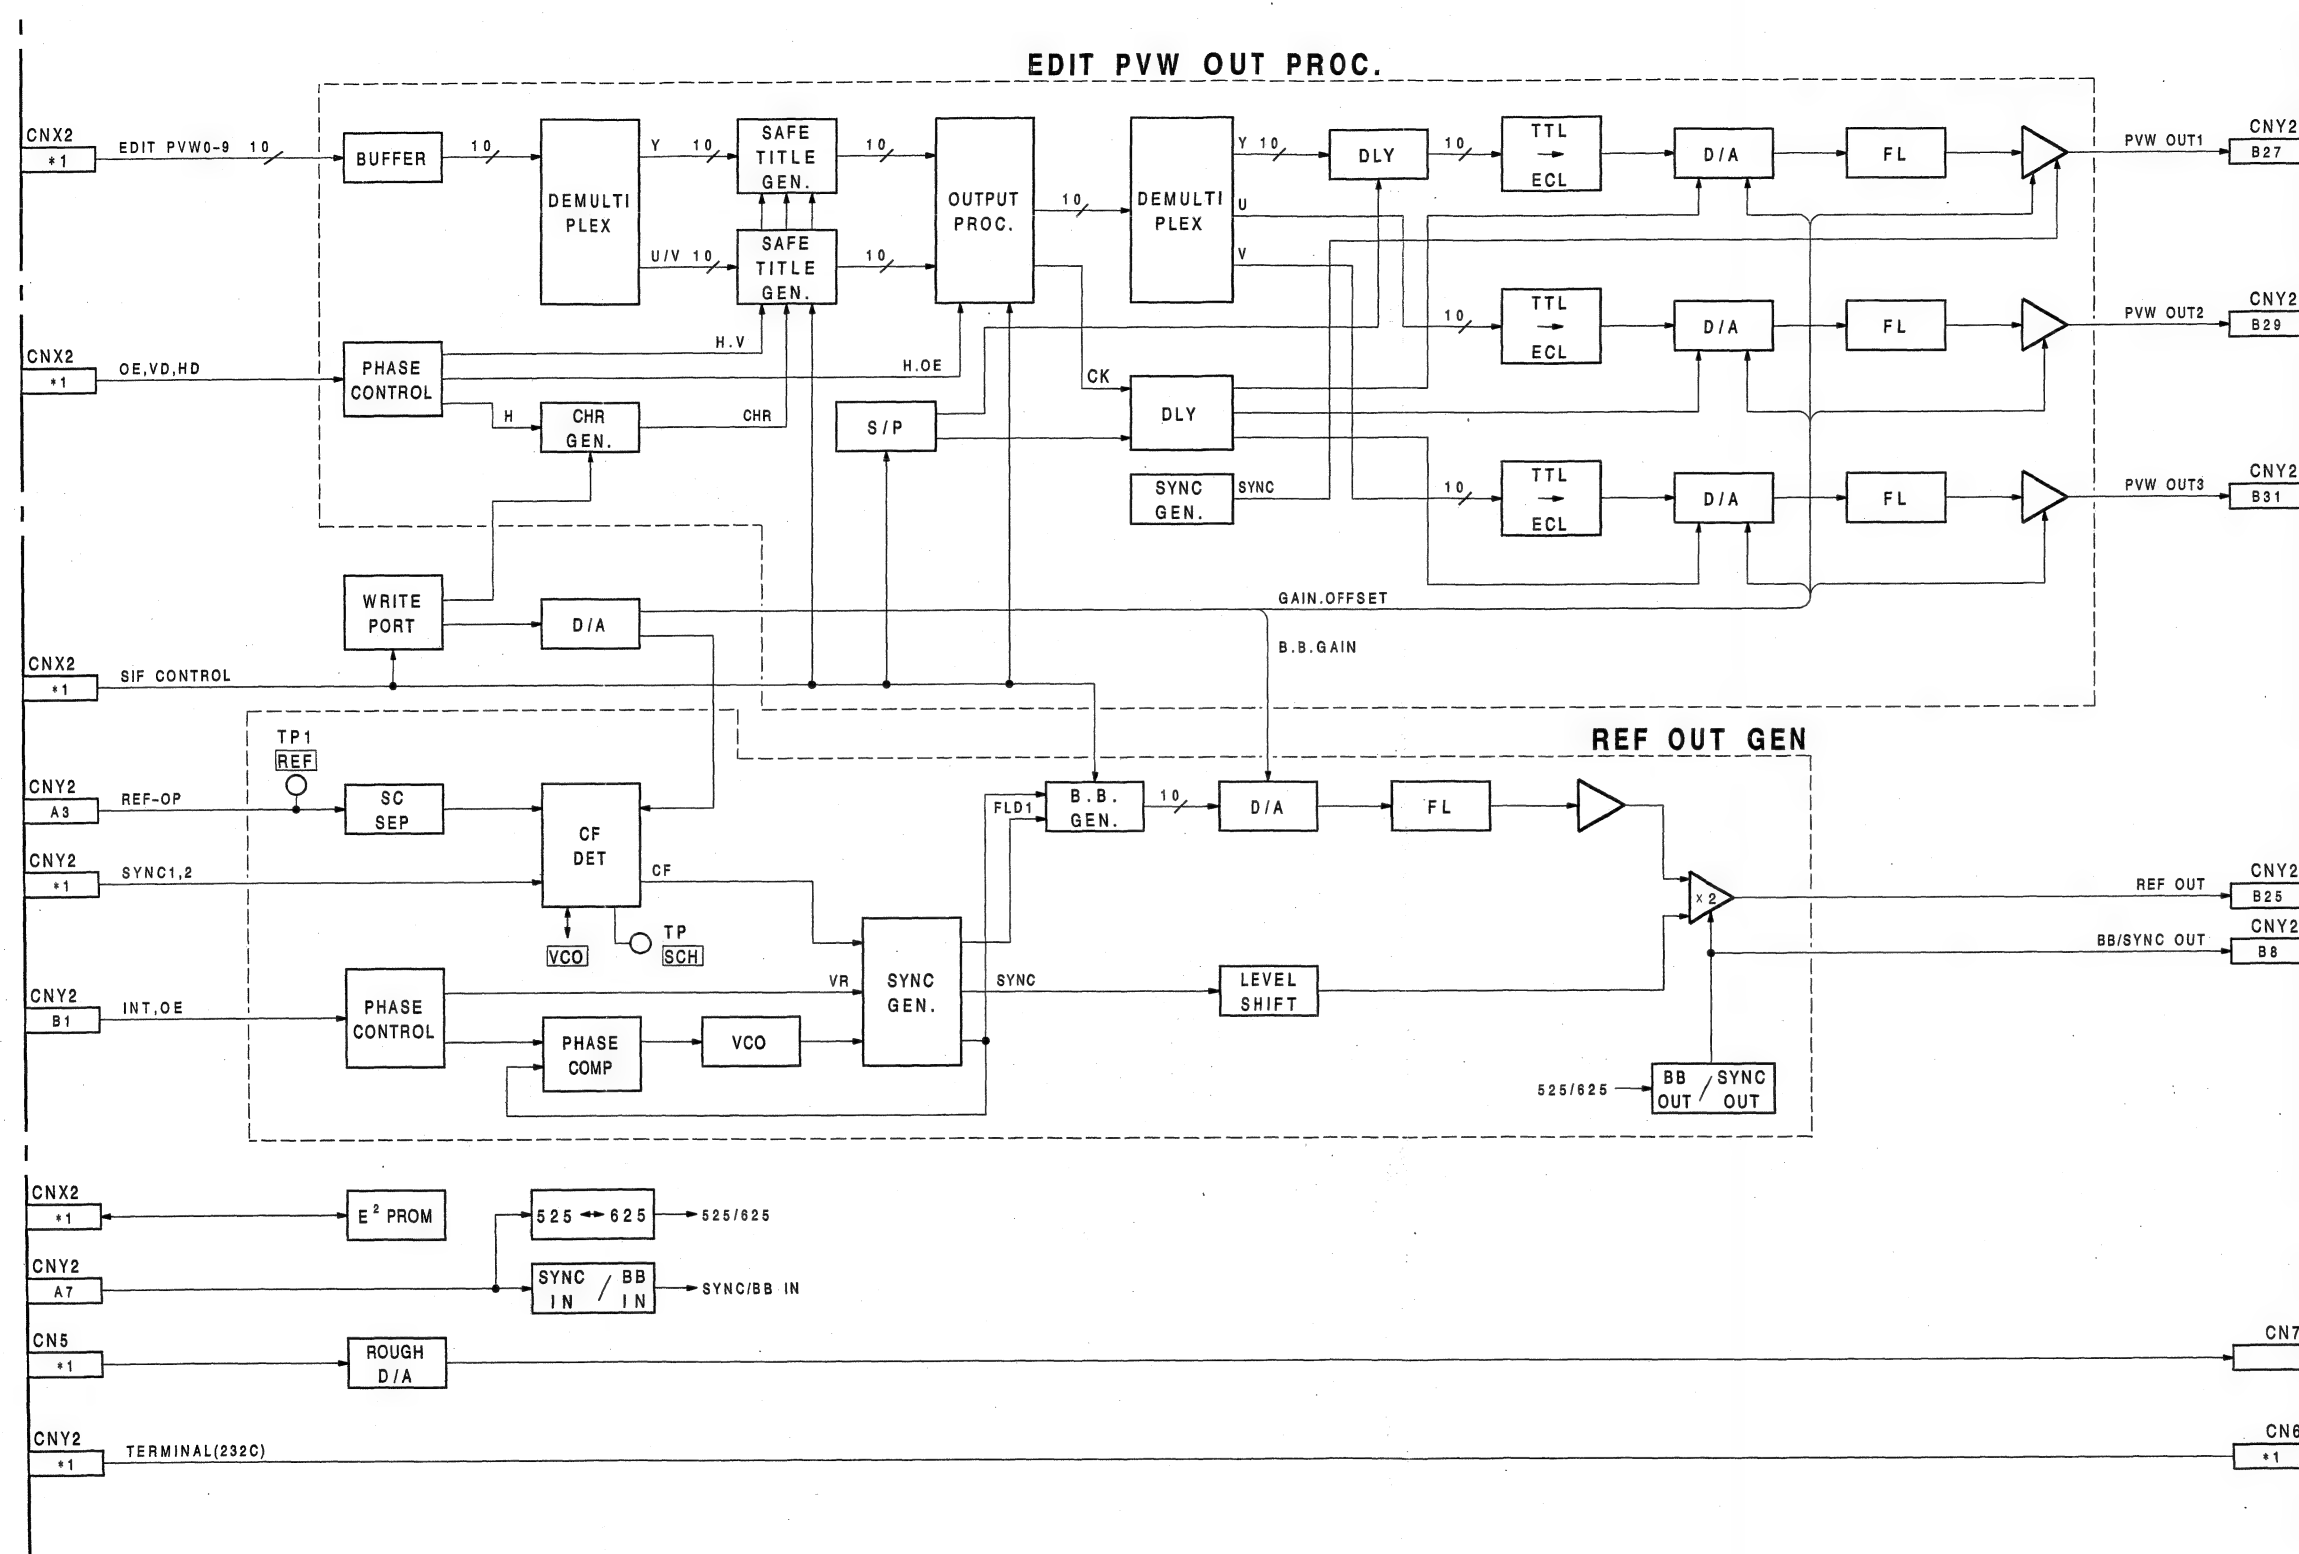 EDIT PVW OUT PROC.
CNX2
*1
EDIT PVW0-9 10
BUFFER
10
DEMULTI
PLEX
Y 10
U/V 10
SAFE
TITLE
GEN.
SAFE
TITLE
GEN.
10
10
OUTPUT
PROC.
10
DEMULTI
PLEX
Y 10
U
V
DLY
10
TTL
→
ECL
D/A
FL
PVW OUT1
CNY2
B27
10
TTL
→
ECL
D/A
FL
PVW OUT2
CNY2
B29
10
TTL
→
ECL
D/A
FL
PVW OUT3
CNY2
B31
CNX2
*1
OE,VD,HD
PHASE
CONTROL
H.V
H.OE
H
CHR
GEN.
CHR
S/P
CK
DLY
SYNC
GEN.
SYNC
WRITE
PORT
D/A
GAIN.OFFSET
B.B.GAIN
CNX2
*1
SIF CONTROL
REF OUT GEN
TP1
REF
CNY2
A3
REF-OP
SC
SEP
CF
DET
CF
CNY2
*1
SYNC1,2
VCO
TP
SCH
FLD1
B.B.
GEN.
10
D/A
FL
×2
REF OUT
CNY2
B25
BB/SYNC OUT
CNY2
B8
CNY2
B1
INT,OE
PHASE
CONTROL
VR
PHASE
COMP
VCO
SYNC
GEN.
SYNC
LEVEL
SHIFT
525/625
BB / SYNC
OUT OUT
CNX2
*1
E² PROM
525 ↔ 625
525/625
CNY2
A7
SYNC / BB
IN IN
SYNC/BB IN
CN5
*1
ROUGH
D/A
CN7
CNY2
*1
TERMINAL(232C)
CN6
*1